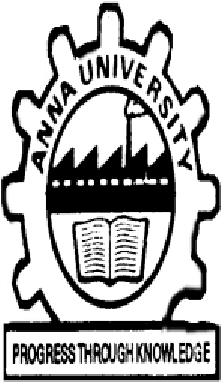 ANNA UNIVERSITY
PROGRESS THROUGH KNOWLEDGE